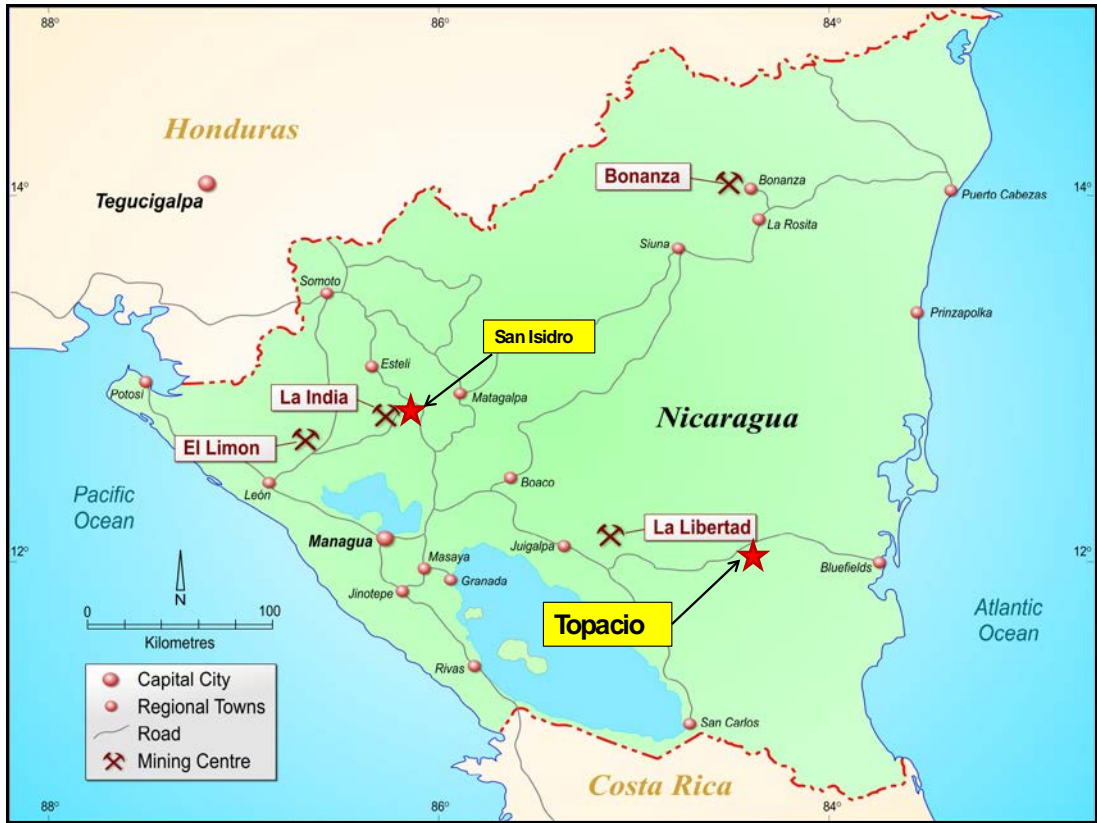 88°
86°
84°
Honduras
Tegucigalpa
14°
14°
Bonanza
Bonanza
Puerto Cabezas
La Rosita
Siuna
Somoto
Prinzapolka
San Isidro
Esteli
Potosi
La India
Matagalpa
Nicaragua
El Limon
León
Boaco
Pacific
Ocean
La Libertad
Managua
Juigalpa
12°
12°
Masaya
Bluefields
Granada
Jinotepe
N
0
100
Kilometres
Topacio
Atlantic
Ocean
Rivas
Capital City
Regional Towns
Road
Mining Centre
San Carlos
Costa Rica
88°
86°
84°